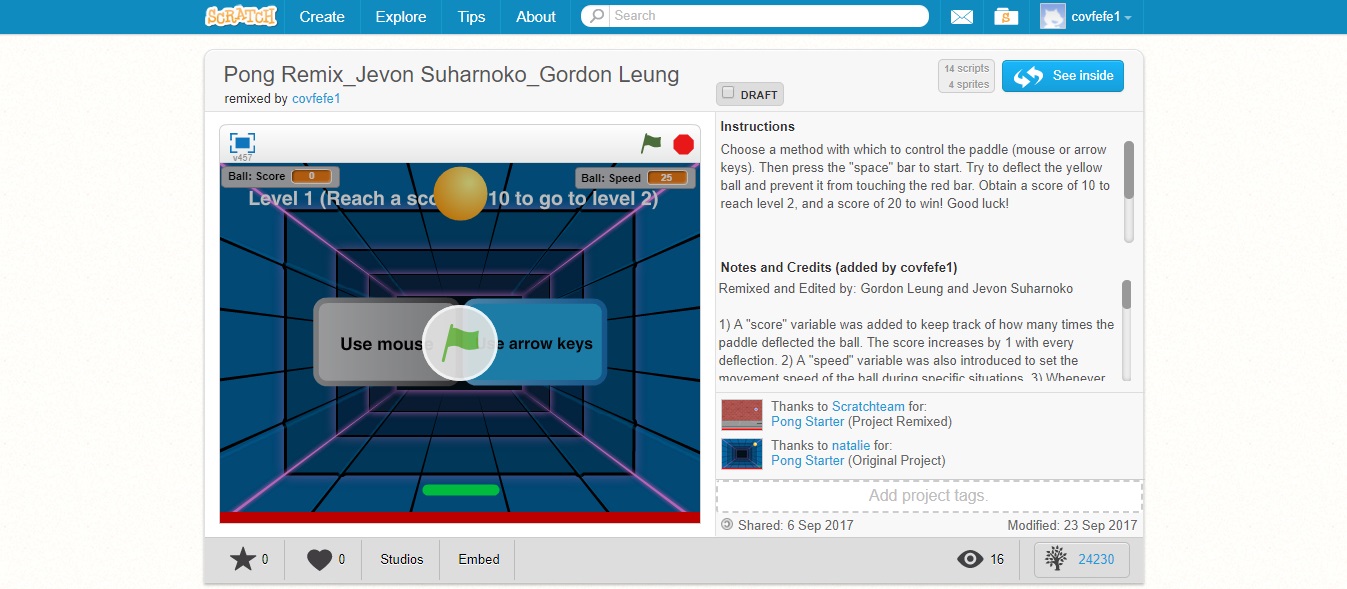 SCRATCH
Create
Explore
Tips
About
Search
S
covfefe1
Pong Remix_Jevon Suharnoko_Gordon Leung
remixed by covfefe1
DRAFT
14 scripts
4 sprites
See inside
v457
Ball: Score 0
Ball: Speed 25
Level 1 (Reach a sco 10 to go to level 2)
Use mouse
e arrow keys
Instructions
Choose a method with which to control the paddle (mouse or arrow
keys). Then press the "space" bar to start. Try to deflect the yellow
ball and prevent it from touching the red bar. Obtain a score of 10 to
reach level 2, and a score of 20 to win! Good luck!
Notes and Credits (added by covfefe1)
Remixed and Edited by: Gordon Leung and Jevon Suharnoko
1) A "score" variable was added to keep track of how many times the
paddle deflected the ball. The score increases by 1 with every
deflection. 2) A "speed" variable was also introduced to set the
movement speed of the ball during specific situations. 3) Whenever
Thanks to Scratchteam for:
Pong Starter (Project Remixed)
Thanks to natalie for:
Pong Starter (Original Project)
Add project tags.
Shared: 6 Sep 2017
Modified: 23 Sep 2017
0
0
Studios
Embed
16
24230